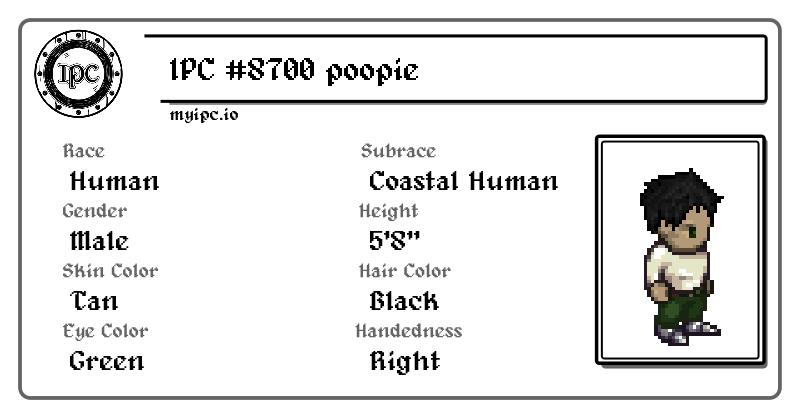 IPC
IPC #8700 poopie
myipc.io
Race
Human
Subrace
Coastal Human
Gender
Male
Height
5'8"
Skin Color
Tan
Hair Color
Black
Eye Color
Green
Handedness
Right